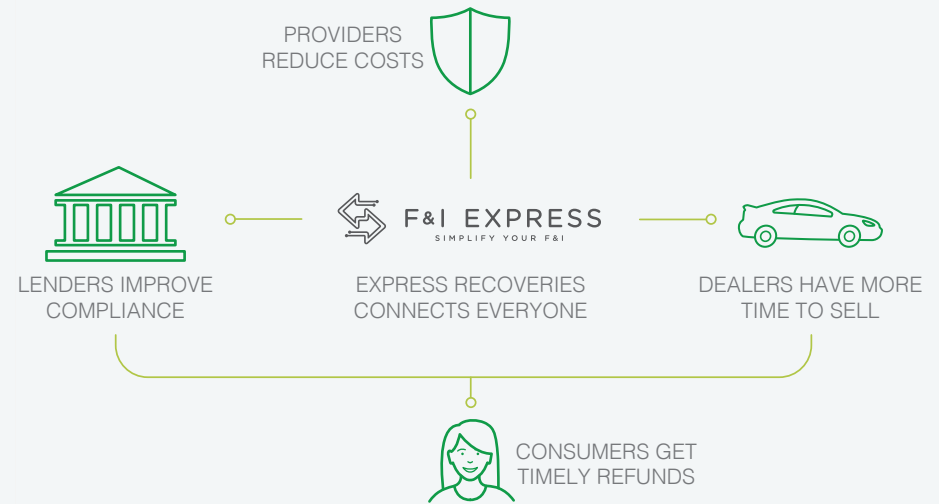 PROVIDERS
REDUCE COSTS
F&I EXPRESS
SIMPLIFY YOUR F&I
LENDERS IMPROVE
COMPLIANCE
EXPRESS RECOVERIES
CONNECTS EVERYONE
DEALERS HAVE MORE
TIME TO SELL
CONSUMERS GET
TIMELY REFUNDS